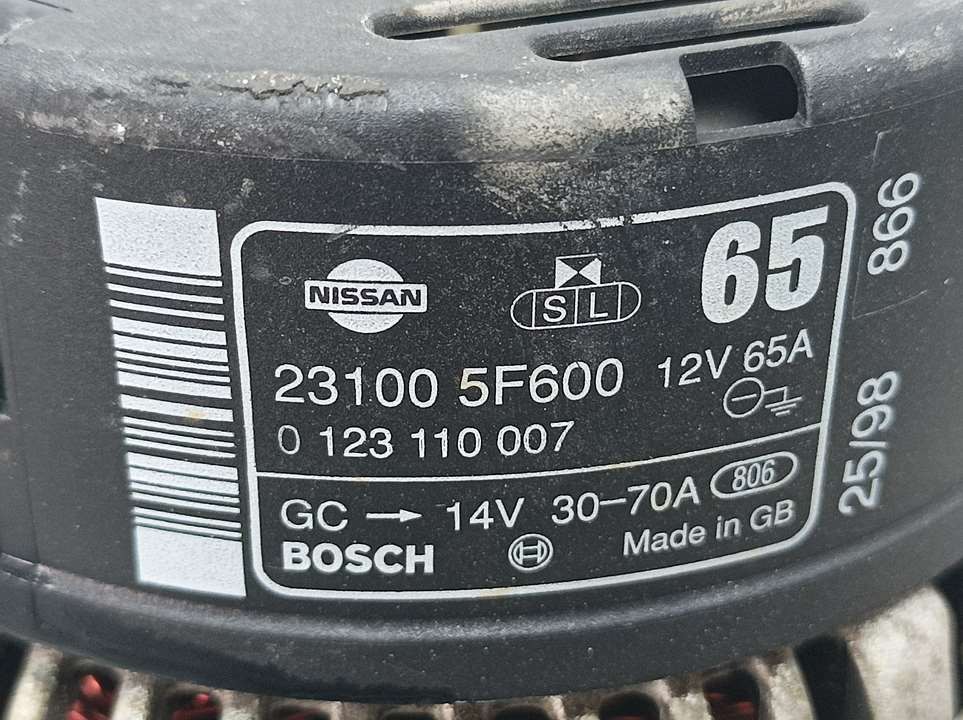 NISSAN
S L
65
23100 5F600
12V 65A
0 123 110 007
GC → 14V 30-70A 806
BOSCH
Made in GB
866
25/98